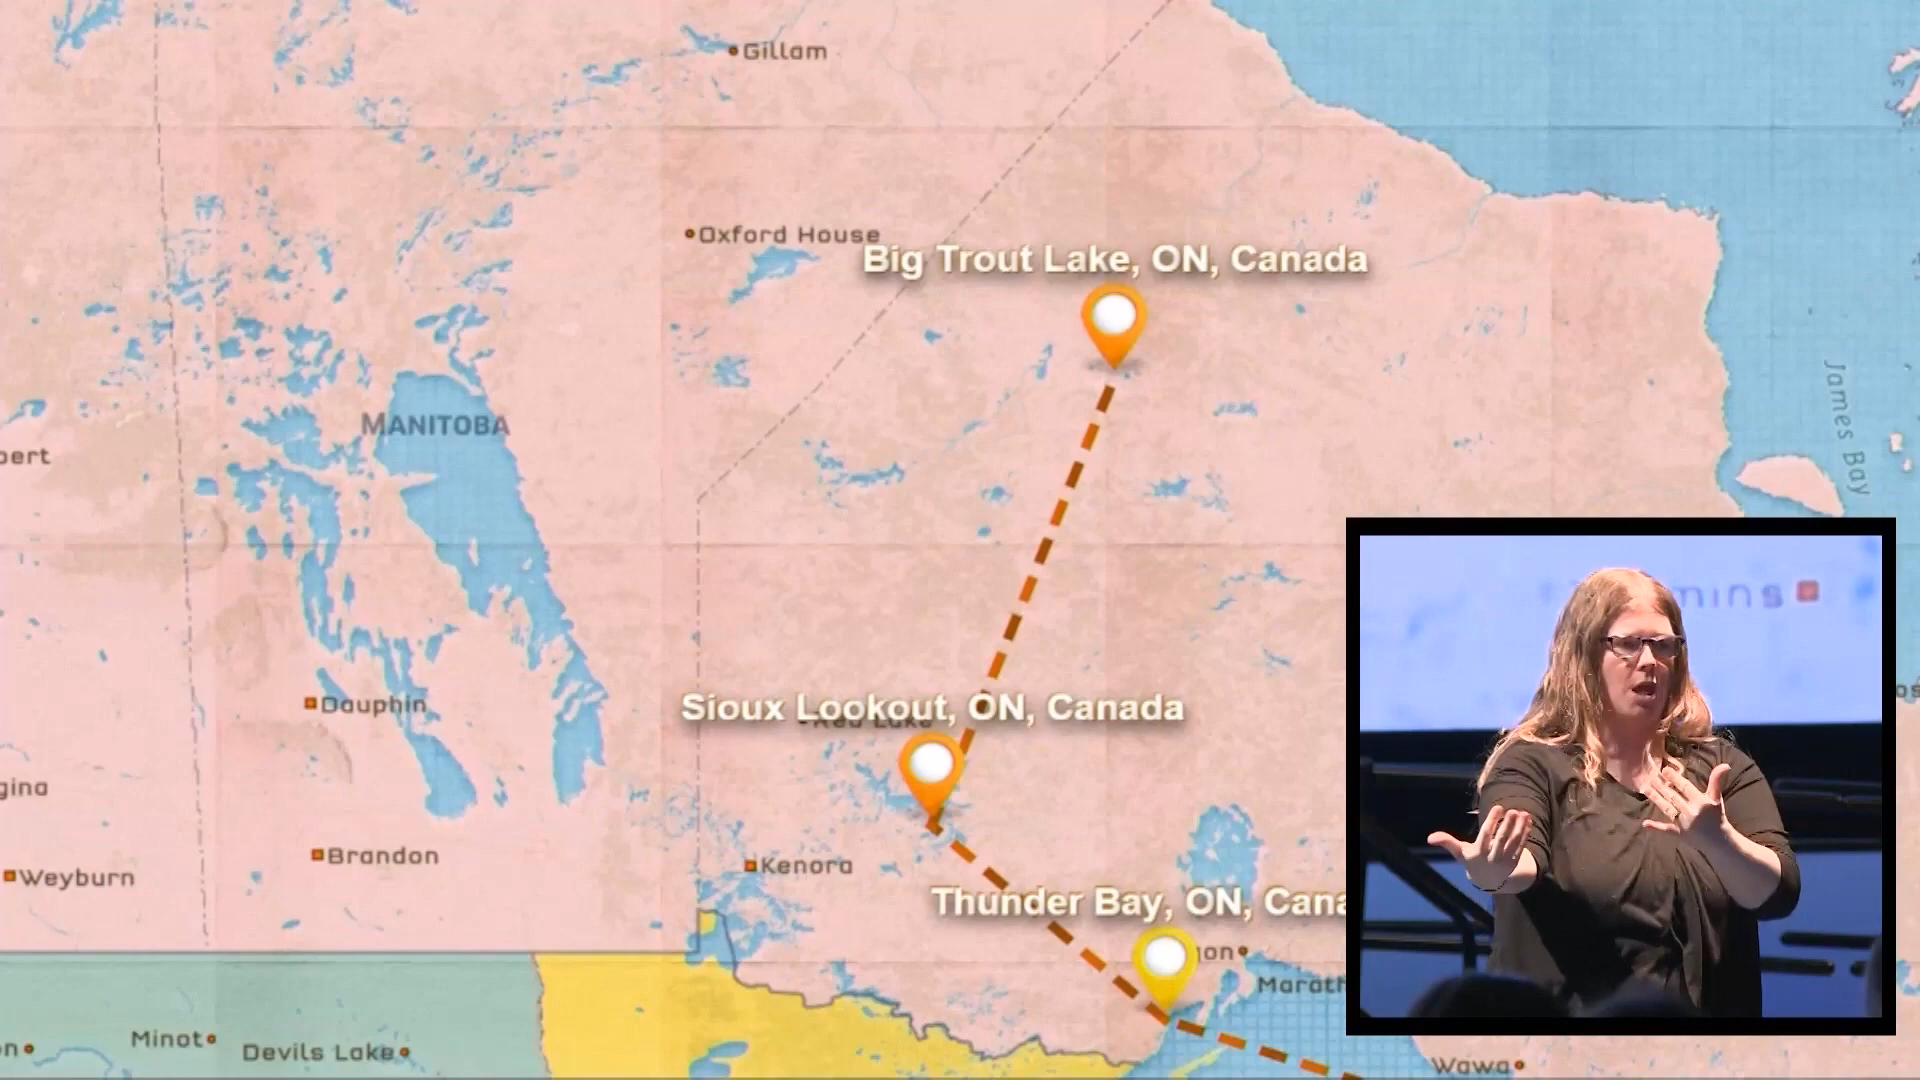 Gillam
Oxford House
Big Trout Lake, ON, Canada
MANITOBA
James Bay
Sioux Lookout, ON, Canada
Dauphin
Brandon
Kenora
Weyburn
Thunder Bay, ON, Cana
Marath
Minot
Devils Lake
Wawa
mins